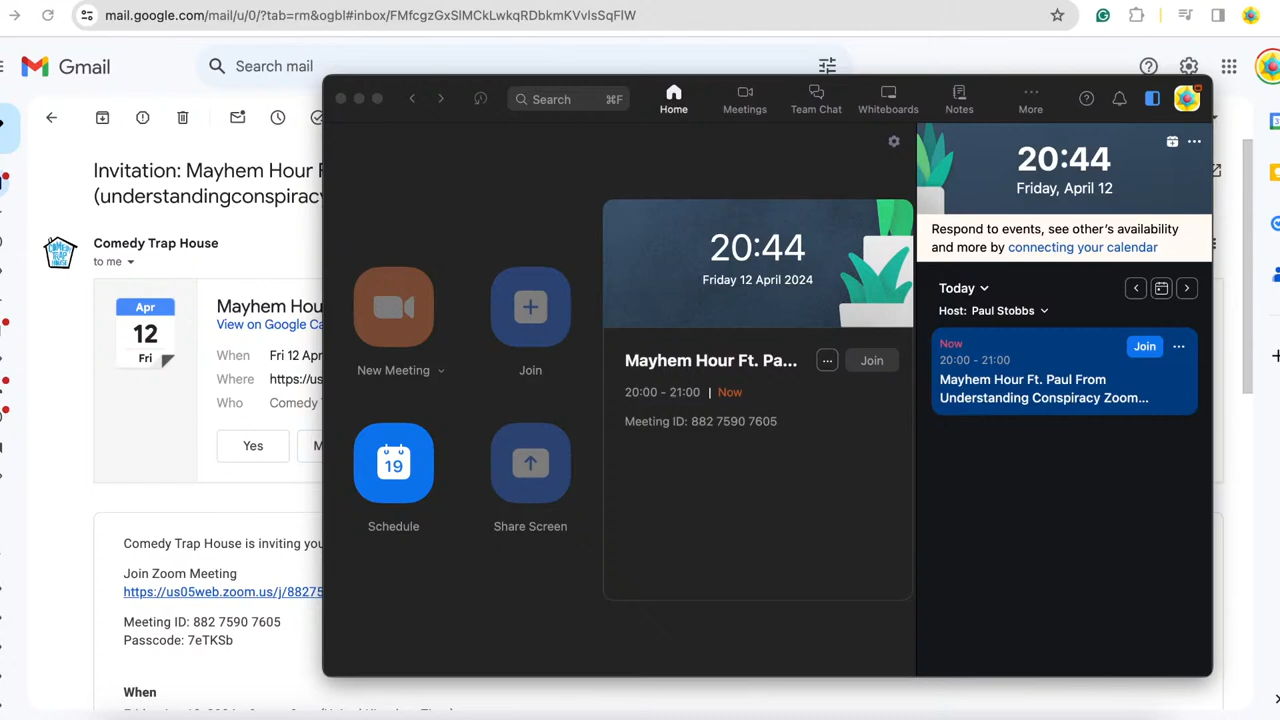 mail.google.com/mail/u/0/?tab=rm&ogbl#inbox/FMfcgzGxSlMCkLwkqRDbkmKVvlsSqFlW
Gmail
Search mail
Invitation: Mayhem Hour F
(understandingconspiracy
COMEDY TRAP HOUSE
Comedy Trap House
to me
Apr
12
Fri
Mayhem Hou
View on Google Ca
When Fri 12 Apr
Where https://us
Who Comedy
Yes
M
Comedy Trap House is inviting you
Join Zoom Meeting
https://us05web.zoom.us/j/88275
Meeting ID: 882 7590 7605
Passcode: 7eTKSb
When
Search ⌘F
Home
Meetings
Team Chat
Whiteboards
Notes
More
New Meeting
Join
19
Schedule
Share Screen
20:44
Friday 12 April 2024
Mayhem Hour Ft. Pa...
Join
20:00 - 21:00 | Now
Meeting ID: 882 7590 7605
20:44
Friday, April 12
Respond to events, see other's availability
and more by connecting your calendar
Today
Host: Paul Stobbs
Now
20:00 - 21:00
Join
Mayhem Hour Ft. Paul From
Understanding Conspiracy Zoom...